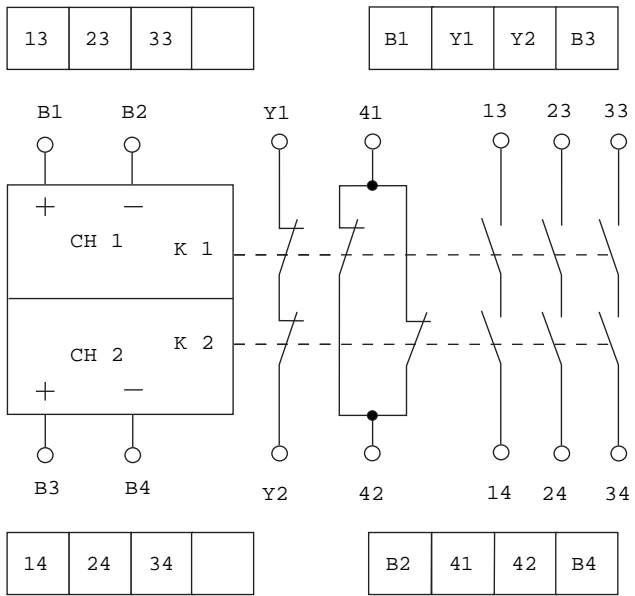 13 23 33 B1 Y1 Y2 B3
B1 B2 Y1 41 13 23 33
+ −
CH 1 K 1
CH 2 K 2
+ −
B3 B4 Y2 42 14 24 34
14 24 34 B2 41 42 B4